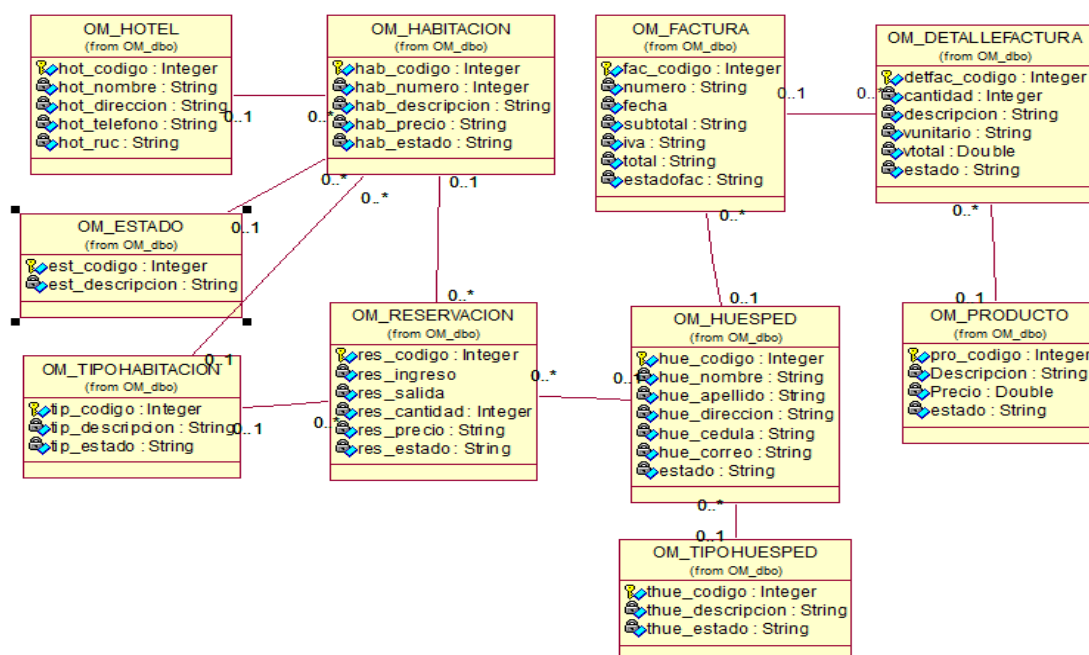 OM_HOTEL
(from OM_dbo)
hot_codigo : Integer
hot_nombre : String
hot_direccion : String
hot_telefono : String
hot_ruc : String
0..1
0..*
OM_HABITACION
(from OM_dbo)
hab_codigo : Integer
hab_numero : Integer
hab_descripcion : String
hab_precio : String
hab_estado : String
0..*
0..*
0..1
OM_FACTURA
(from OM_dbo)
fac_codigo : Integer
numero : String
fecha
subtotal : String
iva : String
total : String
estadofac : String
0..1
0..*
0..*
OM_DETALLEFACTURA
(from OM_dbo)
detfac_codigo : Integer
cantidad : Integer
descripcion : String
vunitario : String
vtotal : Double
estado : String
0..*
OM_ESTADO
(from OM_dbo)
est_codigo : Integer
est_descripcion : String
0..1
OM_TIPOHABITACION
(from OM_dbo)
tip_codigo : Integer
tip_descripcion : String
tip_estado : String
0..1
0..1
0..*
0..*
OM_RESERVACION
(from OM_dbo)
res_codigo : Integer
res_ingreso
res_salida
res_cantidad : Integer
res_precio : String
res_estado : String
0..*
0..1
0..1
OM_HUESPED
(from OM_dbo)
hue_codigo : Integer
hue_nombre : String
hue_apellido : String
hue_direccion : String
hue_cedula : String
hue_correo : String
estado : String
0..*
0..1
0..1
OM_PRODUCTO
(from OM_dbo)
pro_codigo : Integer
Descripcion : String
Precio : Double
estado : String
OM_TIPOHUESPED
(from OM_dbo)
thue_codigo : Integer
thue_descripcion : String
thue_estado : String